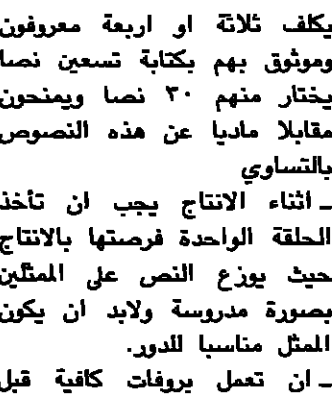 يكلف ثلاثة او اربعة معروفون
وموثوق بهم بكتابة تسعين نصا
يختار منهم ٣٠ نصا ويمنحون
مقابلا ماديا عن هذه النصوص
بالتساوي
ـ اثناء الانتاج يجب ان تأخذ
الحلقة الواحدة فرصتها بالانتاج
حيث يوزع النص على الممثلين
بصورة مدروسة ولابد ان يكون
الممثل مناسبا للدور.
ـ ان تعمل بروفات كافية قبل